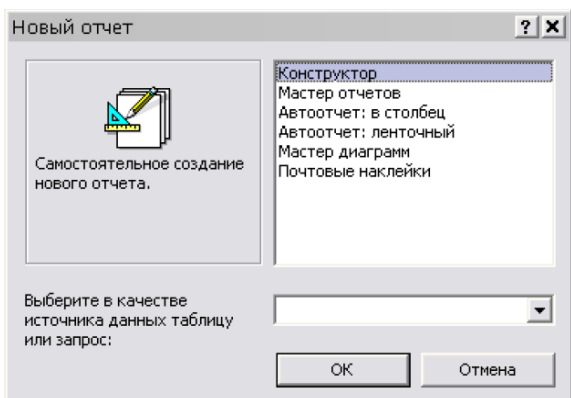 Новый отчет
Самостоятельное создание
нового отчета.
Конструктор
Мастер отчетов
Автоотчет: в столбец
Автоотчет: ленточный
Мастер диаграмм
Почтовые наклейки
Выберите в качестве
источника данных таблицу
или запрос:
ОК
Отмена